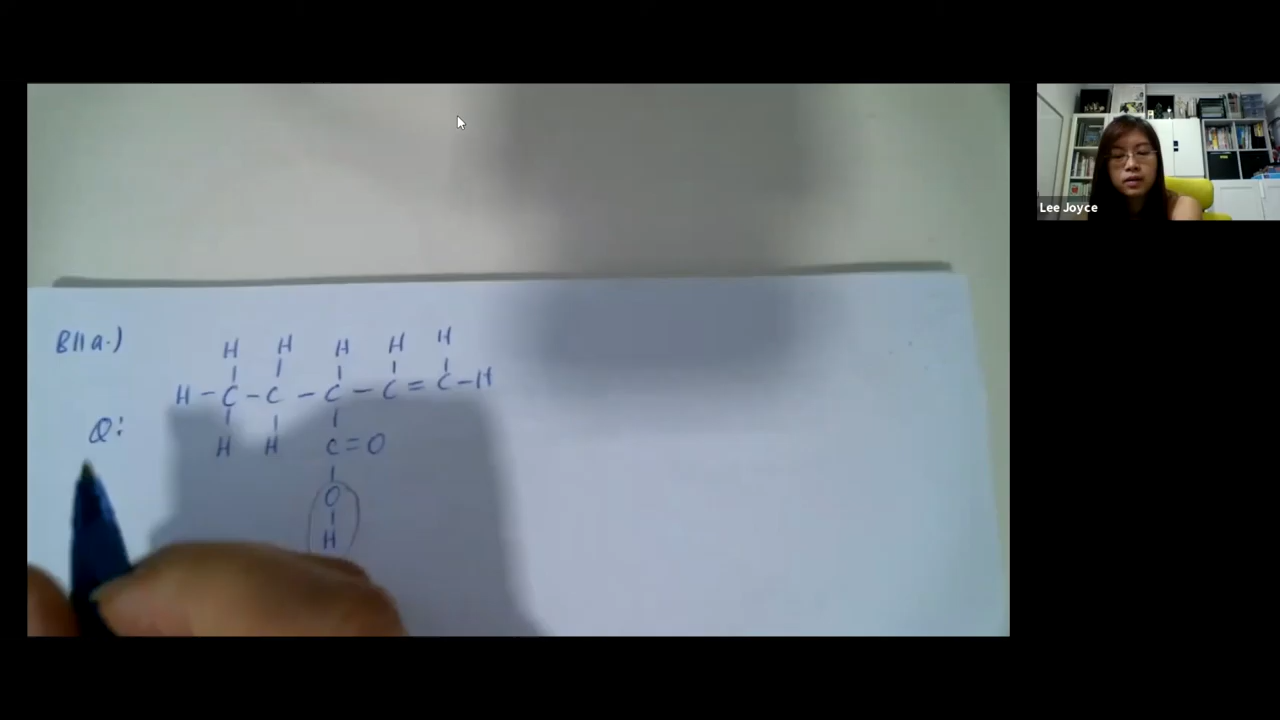 B11a.)
H H H H H
H-C-C-C-C=C-H
Q:
H H C=O
O
H
Lee Joyce